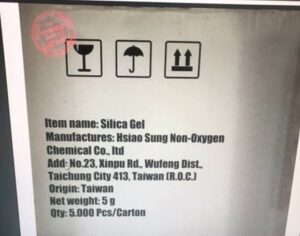 Item name: Silica Gel
Manufactures: Hsiao Sung Non-Oxygen
Chemical Co., ltd
Add: No.23, Xinpu Rd., Wufeng Dist.,
Taichung City 413, Taiwan (R.O.C.)
Origin: Taiwan
Net weight: 5 g
Qty: 5.000 Pcs/Carton